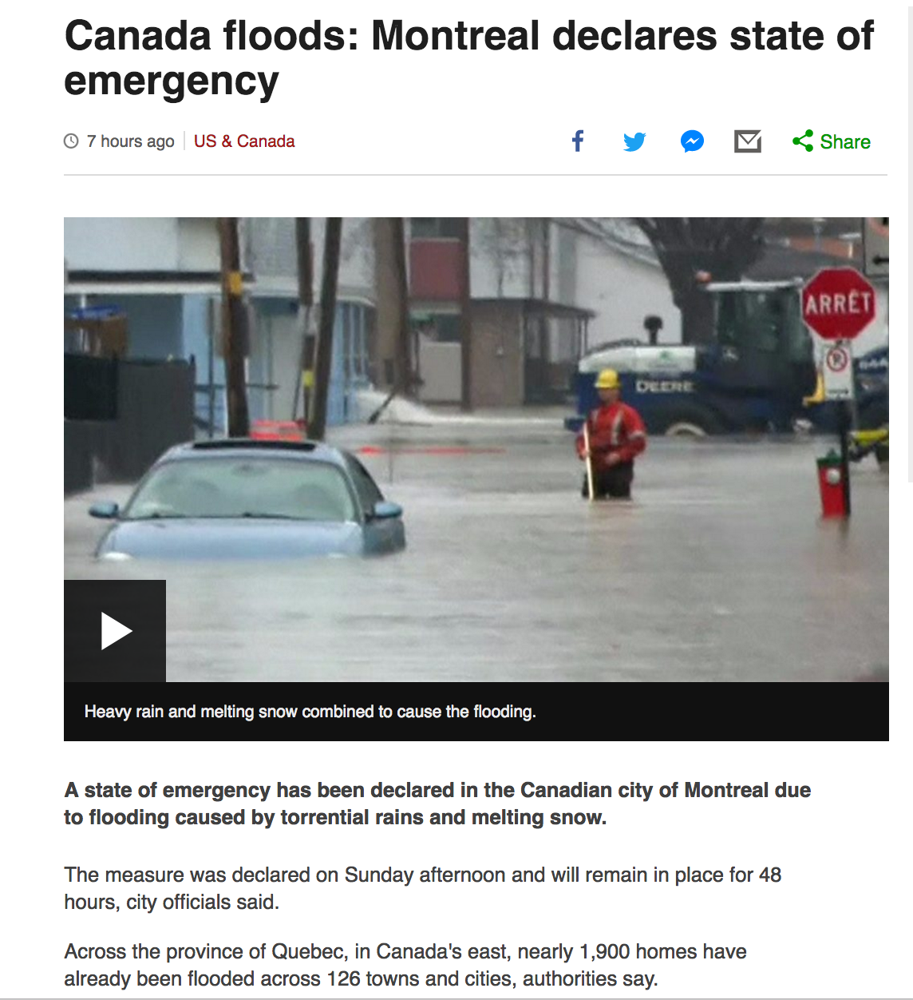 Canada floods: Montreal declares state of
emergency
7 hours ago
US & Canada
Share
ARRÊT
DEERE
Heavy rain and melting snow combined to cause the flooding.
A state of emergency has been declared in the Canadian city of Montreal due
to flooding caused by torrential rains and melting snow.
The measure was declared on Sunday afternoon and will remain in place for 48
hours, city officials said.
Across the province of Quebec, in Canada's east, nearly 1,900 homes have
already been flooded across 126 towns and cities, authorities say.